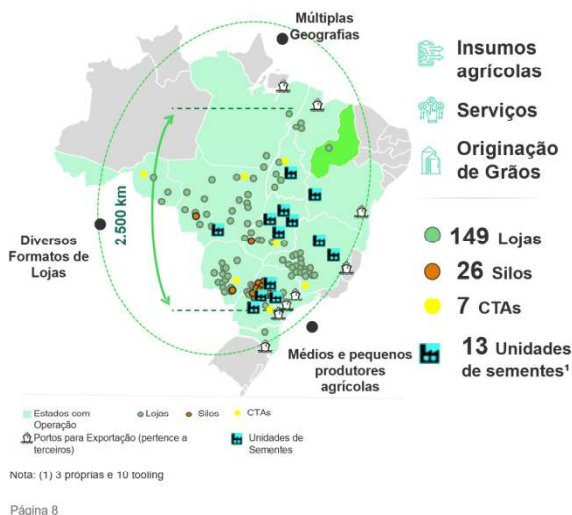 Múltiplas
Geografias
2.500 km
Diversos
Formatos de
Lojas
Médios e pequenos
produtores
agrícolas
Insumos
agrícolas
Serviços
Originação
de Grãos
149 Lojas
26 Silos
7 CTAs
13 Unidades
de sementes¹
Estados com
Operação
Lojas
Silos
CTAs
Portos para Exportação (pertence a
terceiros)
Unidades de
Sementes
Nota: (1) 3 próprias e 10 tooling
Página 8